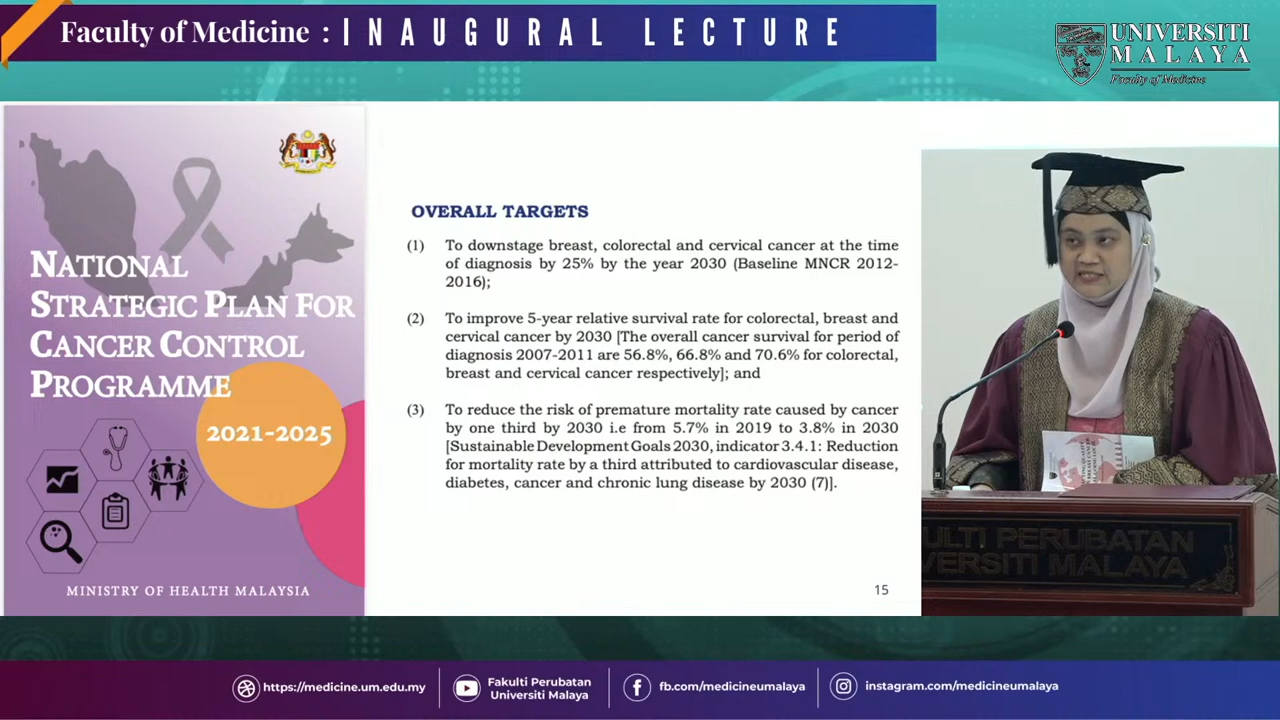 Faculty of Medicine : INAUGURAL LECTURE
UNIVERSITI
MALAYA
Faculty of Medicine
NATIONAL
STRATEGIC PLAN FOR
CANCER CONTROL
PROGRAMME
2021-2025
MINISTRY OF HEALTH MALAYSIA
OVERALL TARGETS
(1) To downstage breast, colorectal and cervical cancer at the time
of diagnosis by 25% by the year 2030 (Baseline MNCR 2012-
2016);
(2) To improve 5-year relative survival rate for colorectal, breast and
cervical cancer by 2030 [The overall cancer survival for period of
diagnosis 2007-2011 are 56.8%, 66.8% and 70.6% for colorectal,
breast and cervical cancer respectively]; and
(3) To reduce the risk of premature mortality rate caused by cancer
by one third by 2030 i.e from 5.7% in 2019 to 3.8% in 2030
[Sustainable Development Goals 2030, indicator 3.4.1: Reduction
for mortality rate by a third attributed to cardiovascular disease,
diabetes, cancer and chronic lung disease by 2030 (7)].
15
ULTI PERUBATAN
VERSITI MALAYA
https://medicine.um.edu.my
Fakulti Perubatan
Universiti Malaya
fb.com/medicineumalaya
instagram.com/medicineumalaya